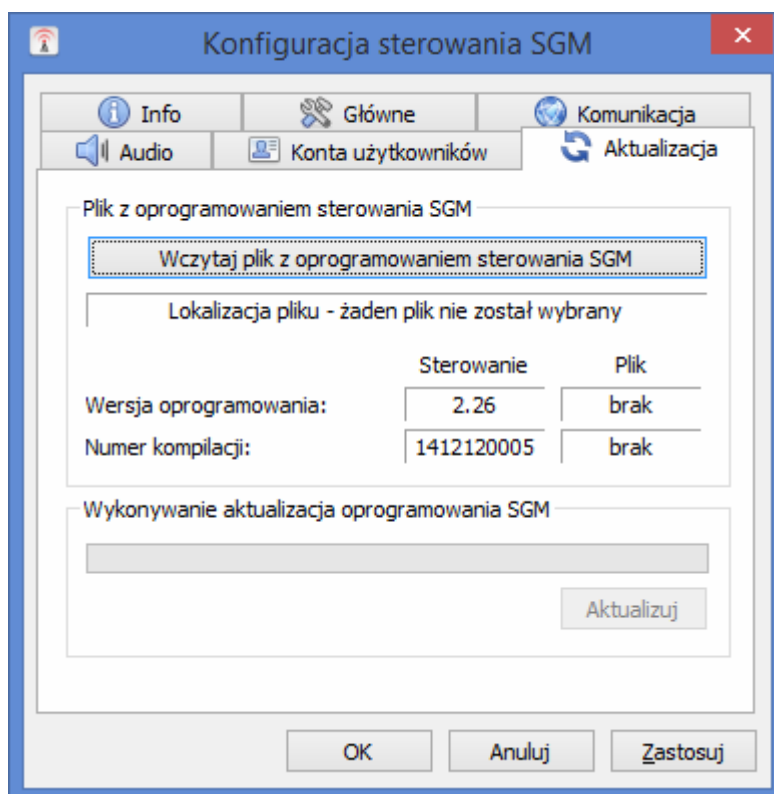 Konfiguracja sterowania SGM
Info Główne Komunikacja
Audio Konta użytkowników Aktualizacja
Plik z oprogramowaniem sterowania SGM
Wczytaj plik z oprogramowaniem sterowania SGM
Lokalizacja pliku - żaden plik nie został wybrany
Sterowanie Plik
Wersja oprogramowania: 2.26 brak
Numer kompilacji: 1412120005 brak
Wykonywanie aktualizacja oprogramowania SGM
Aktualizuj
OK Anuluj Zastosuj